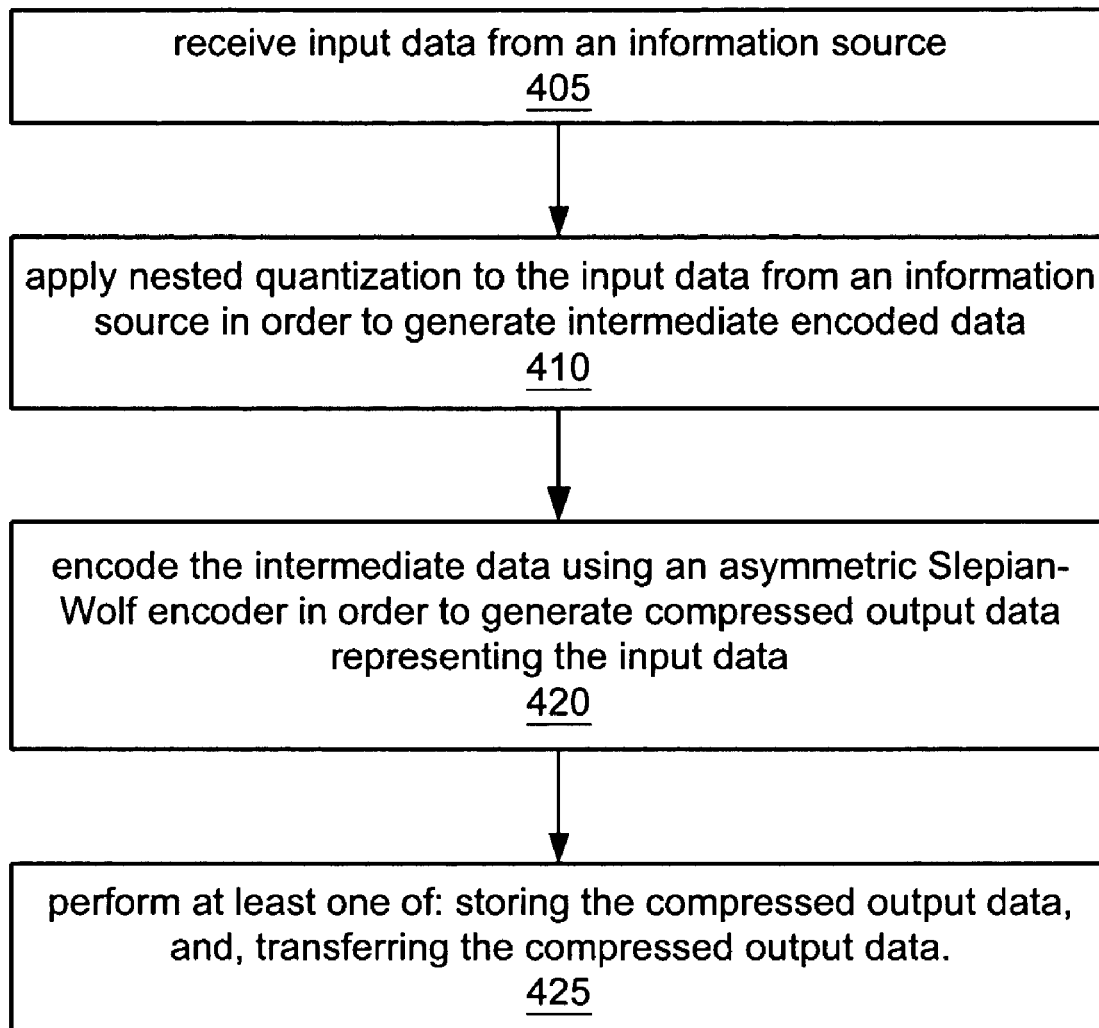 receive input data from an information source
405
apply nested quantization to the input data from an information
source in order to generate intermediate encoded data
410
encode the intermediate data using an asymmetric Slepian-
Wolf encoder in order to generate compressed output data
representing the input data
420
perform at least one of: storing the compressed output data,
and, transferring the compressed output data.
425